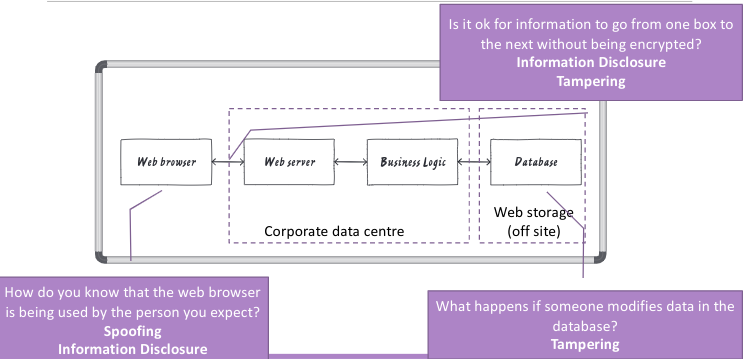 Is it ok for information to go from one box to
the next without being encrypted?
Information Disclosure
Tampering
Web browser
Web server
Business Logic
Database
Corporate data centre
Web storage
(off site)
How do you know that the web browser
is being used by the person you expect?
Spoofing
Information Disclosure
What happens if someone modifies data in the
database?
Tampering